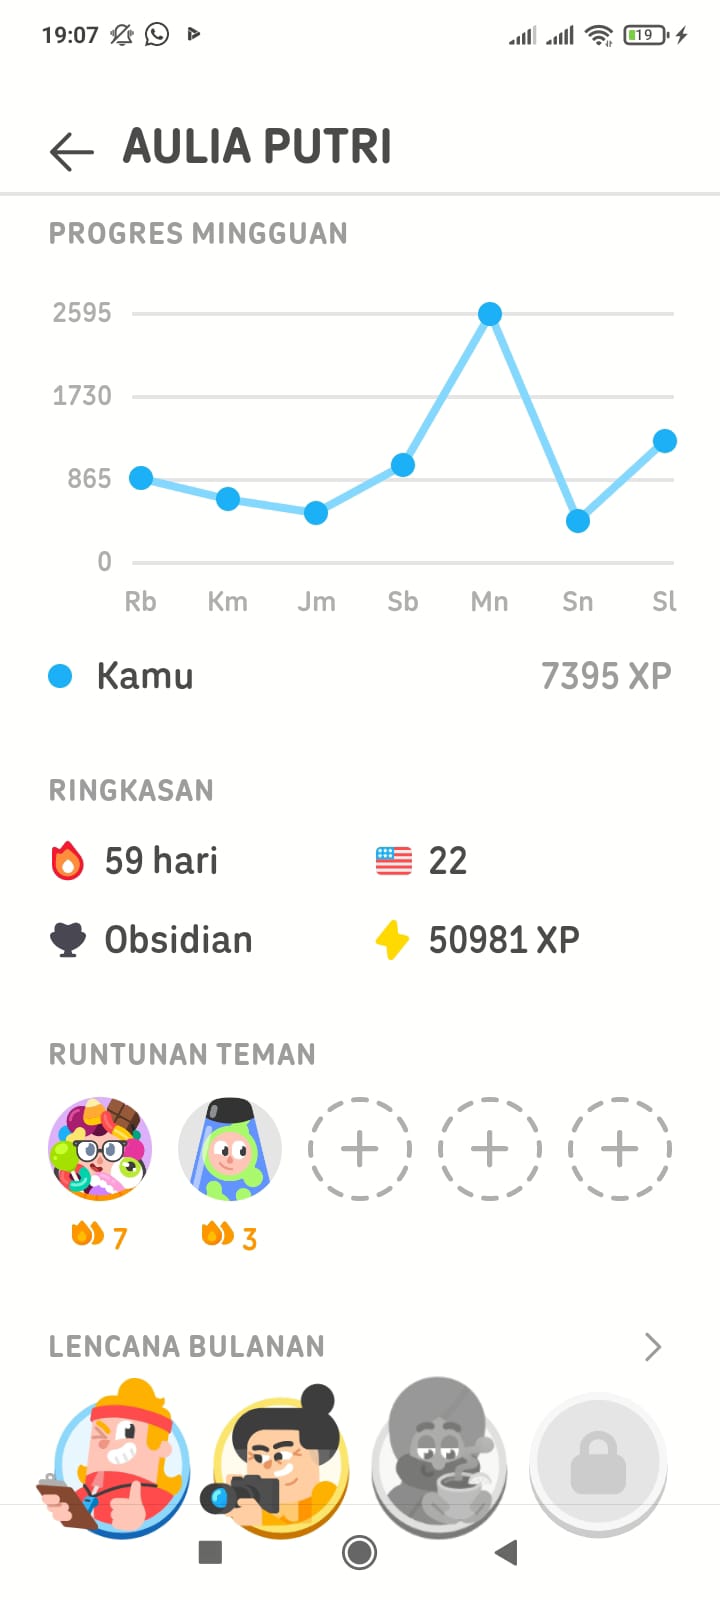 19:07 19
AULIA PUTRI
PROGRES MINGGUAN
2595
1730
865
0
Rb Km Jm Sb Mn Sn Sl
Kamu 7395 XP
RINGKASAN
59 hari 22
Obsidian 50981 XP
RUNTUNAN TEMAN
7 3
LENCANA BULANAN